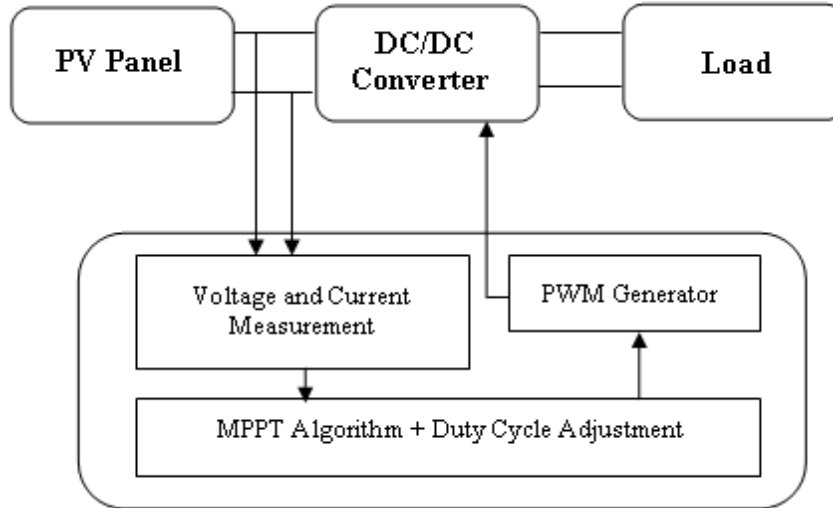 PV Panel
DC/DC
Converter
Load
Voltage and Current
Measurement
PWM Generator
MPPT Algorithm + Duty Cycle Adjustment